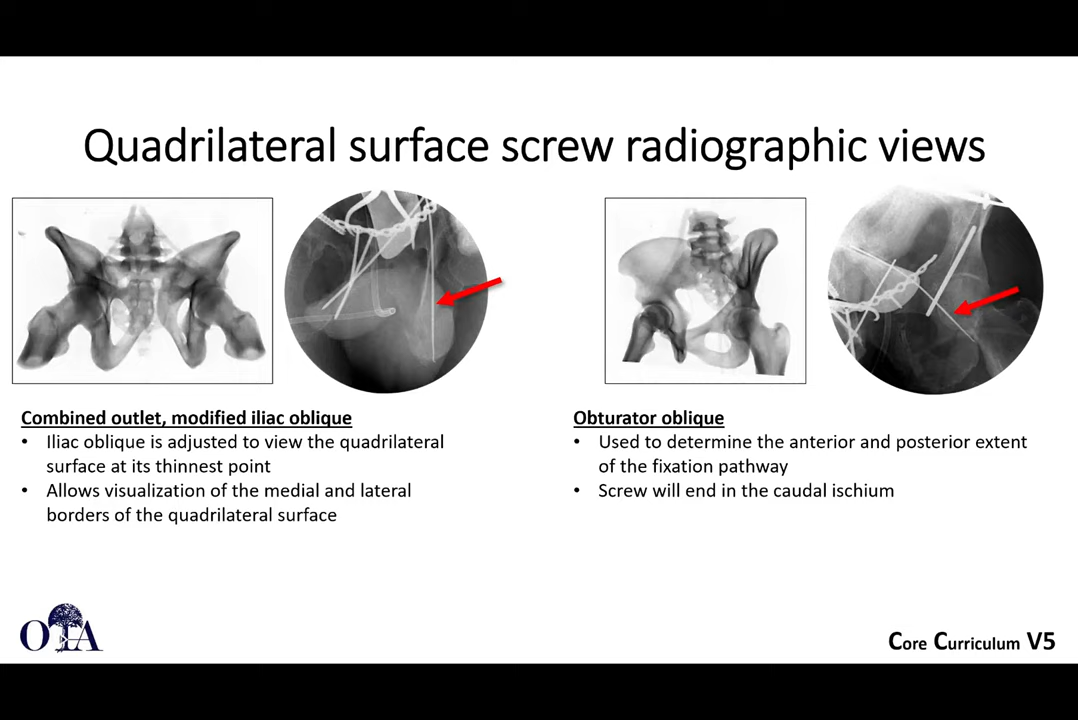 Quadrilateral surface screw radiographic views
Combined outlet, modified iliac oblique
• Iliac oblique is adjusted to view the quadrilateral
surface at its thinnest point
• Allows visualization of the medial and lateral
borders of the quadrilateral surface
Obturator oblique
• Used to determine the anterior and posterior extent
of the fixation pathway
• Screw will end in the caudal ischium
OTA
Core Curriculum V5